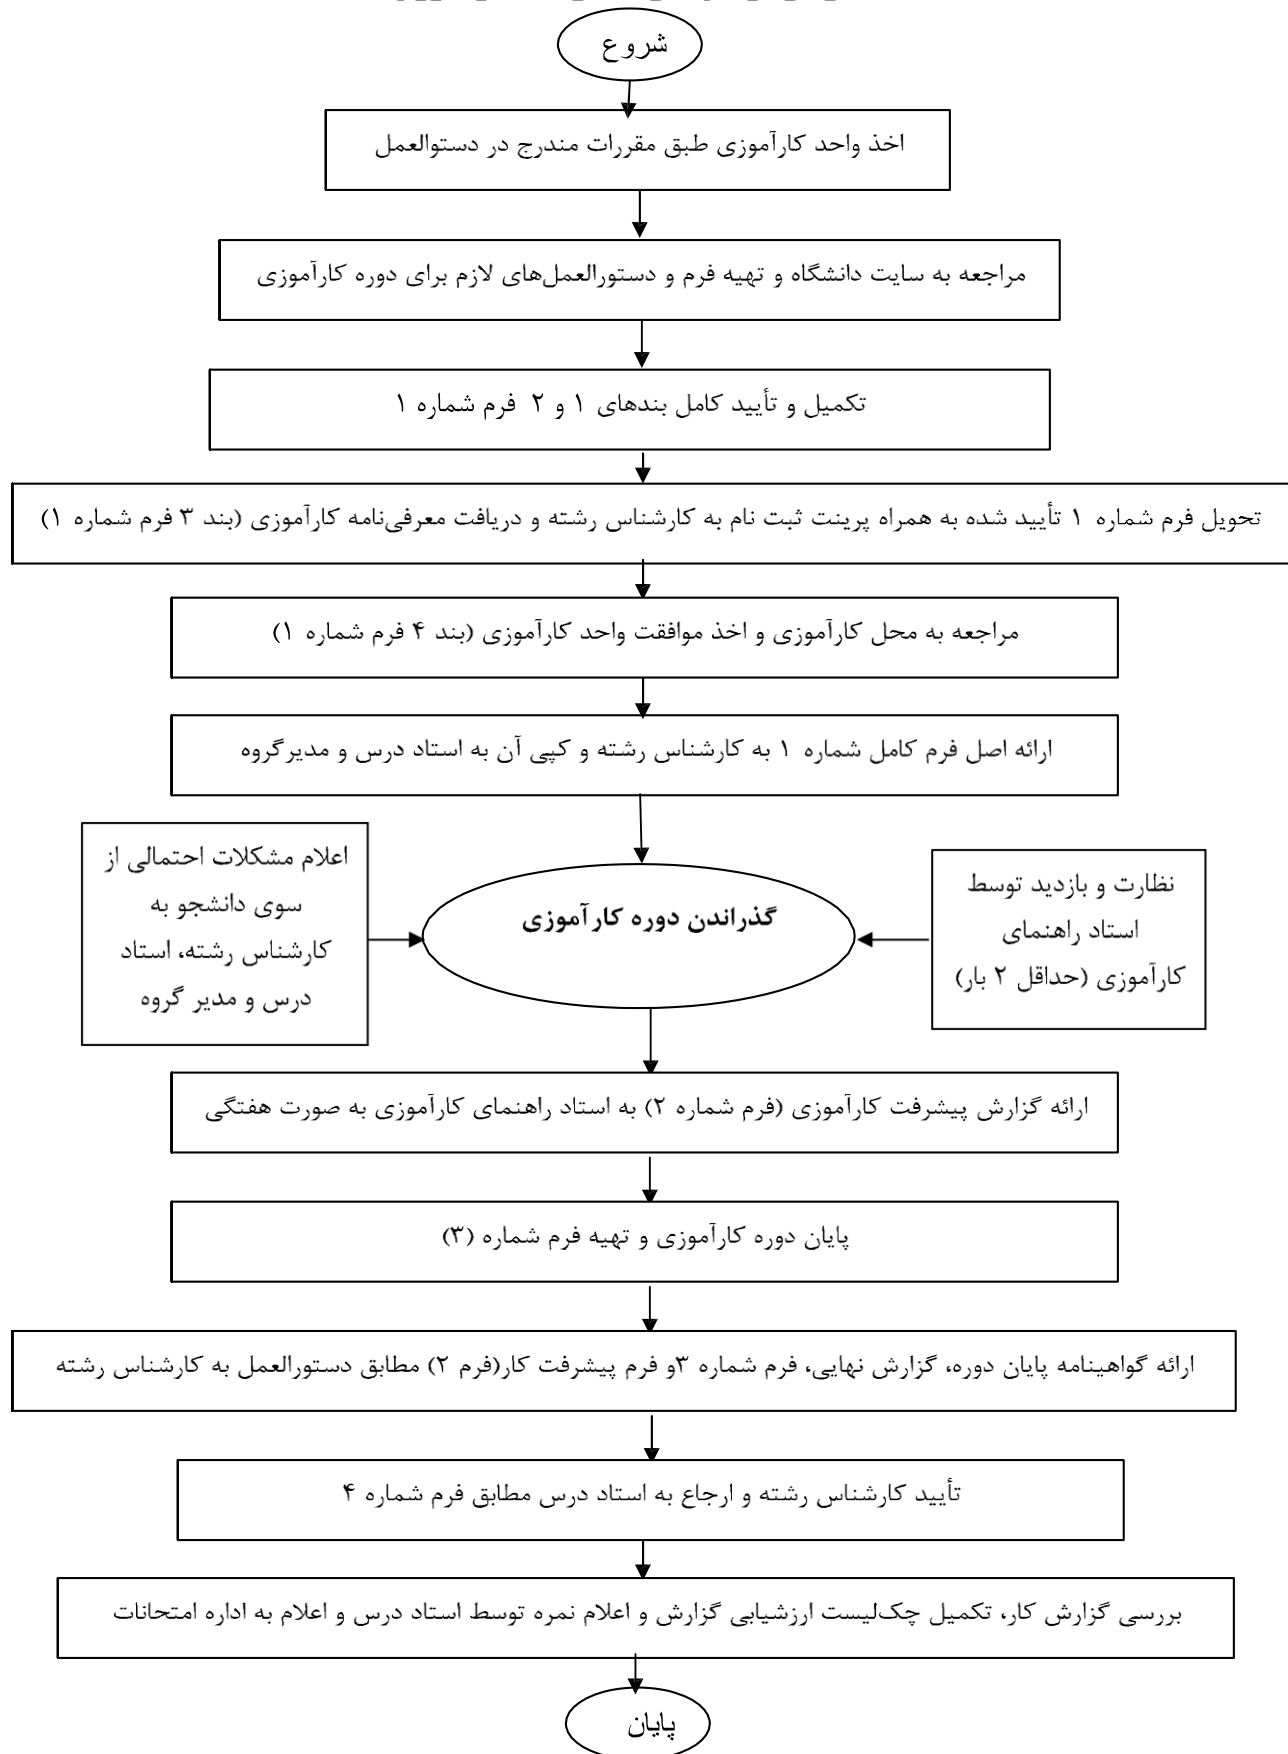 شروع
اخذ واحد کارآموزی طبق مقررات مندرج در دستوالعمل
مراجعه به سایت دانشگاه و تهیه فرم و دستورالعمل‌های لازم برای دوره کارآموزی
تکمیل و تأیید کامل بندهای ۱ و ۲ فرم شماره ۱
تحویل فرم شماره ۱ تأیید شده به همراه پرینت ثبت نام به کارشناس رشته و دریافت معرفی‌نامه کارآموزی (بند ۳ فرم شماره ۱)
مراجعه به محل کارآموزی و اخذ موافقت واحد کارآموزی (بند ۴ فرم شماره ۱)
ارائه اصل فرم کامل شماره ۱ به کارشناس رشته و کپی آن به استاد درس و مدیرگروه
نظارت و بازدید توسط
استاد راهنمای
کارآموزی (حداقل ۲ بار)
گذراندن دوره کارآموزی
اعلام مشکلات احتمالی از
سوی دانشجو به
کارشناس رشته، استاد
درس و مدیر گروه
ارائه گزارش پیشرفت کارآموزی (فرم شماره ۲) به استاد راهنمای کارآموزی به صورت هفتگی
پایان دوره کارآموزی و تهیه فرم شماره (۳)
ارائه گواهینامه پایان دوره، گزارش نهایی، فرم شماره ۳و فرم پیشرفت کار(فرم ۲) مطابق دستورالعمل به کارشناس رشته
تأیید کارشناس رشته و ارجاع به استاد درس مطابق فرم شماره ۴
بررسی گزارش کار، تکمیل چک‌لیست ارزشیابی گزارش و اعلام نمره توسط استاد درس و اعلام به اداره امتحانات
پایان